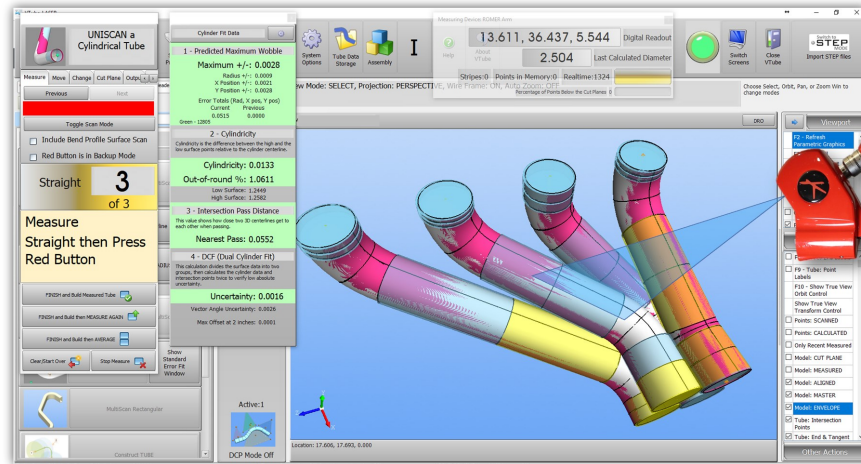 UNISCAN a
Cylindrical Tube
Measure
Move
Change
Cut Plane
Previous
Next
Toggle Scan Mode
Include Bend Profile Surface Scan
Red Button is in Backup Mode
Straight
3
of 3
Measure
Straight then Press
Red Button
FINISH and Build Measured Tube
FINISH and Build then MEASURE AGAIN
FINISH and Build then AVERAGE
Clear/Start Over
Stop Measure
Show
Standard
Error Fit
Window
MultiScan Rectangular
Construct TUBE
Cylinder Fit Data
1 - Predicted Maximum Wobble
Maximum +/-: 0.0028
Radius +/-: 0.0009
X Position +/-: 0.0021
Y Position +/-: 0.0028
Error Totals (Rad, X pos, Y pos)
Current Previous
0.0515 0.0000
Green - 12805
2 - Cylindricity
Cylindricity is the difference between the high and the
low surface points relative to the cylinder centerline.
Cylindricity: 0.0133
Out-of-round %: 1.0611
Low Surface: 1.2449
High Surface: 1.2582
3 - Intersection Pass Distance
This value shows how close two 3D centerlines get to
each other when passing.
Nearest Pass: 0.0552
4 - DCF (Dual Cylinder Fit)
This calculation divides the surface data into two
groups, then calculates the cylinder data and
intersection points twice to verify low absolute
uncertainty.
Uncertainty: 0.0016
Vector Angle Uncertainty: 0.0026
Max Offset at 2 inches: 0.0001
Active:1
DCP Mode Off
System
Options
Tube Data
Storage
Assembly
Measuring Device ROMER Arm
Help
About
VTube
13.611, 36.437, 5.544
Digital Readout
2.504
Last Calculated Diameter
Stripes:0
Points in Memory:0
Realtime:1324
Percentage of Points Below the Cut Planes 0
Switch
Screens
Close
VTube
Switch to
STEP
MODE
Import STEP files
ew Mode: SELECT, Projection: PERSPECTIVE, Wire Frame: ON, Auto Zoom: OFF
Choose Select,
Orbit, Pan, or Zoom Win to
change modes
DRO
Viewport
F2 - Refresh
Parametric Graphics
F9 - Tube: Point
Labels
F10 - Show True View
Orbit Control
Show True View
Transform Control
Points: SCANNED
Points: CALCULATED
Only Recent Measured
Model: CUT PLANE
Model: MEASURED
Model: ALIGNED
Model: MASTER
Model: ENVELOPE
Tube: Intersection
Points
Tube: End & Tangent
Other Actions
Location: 17.606, 17.693, 0.000